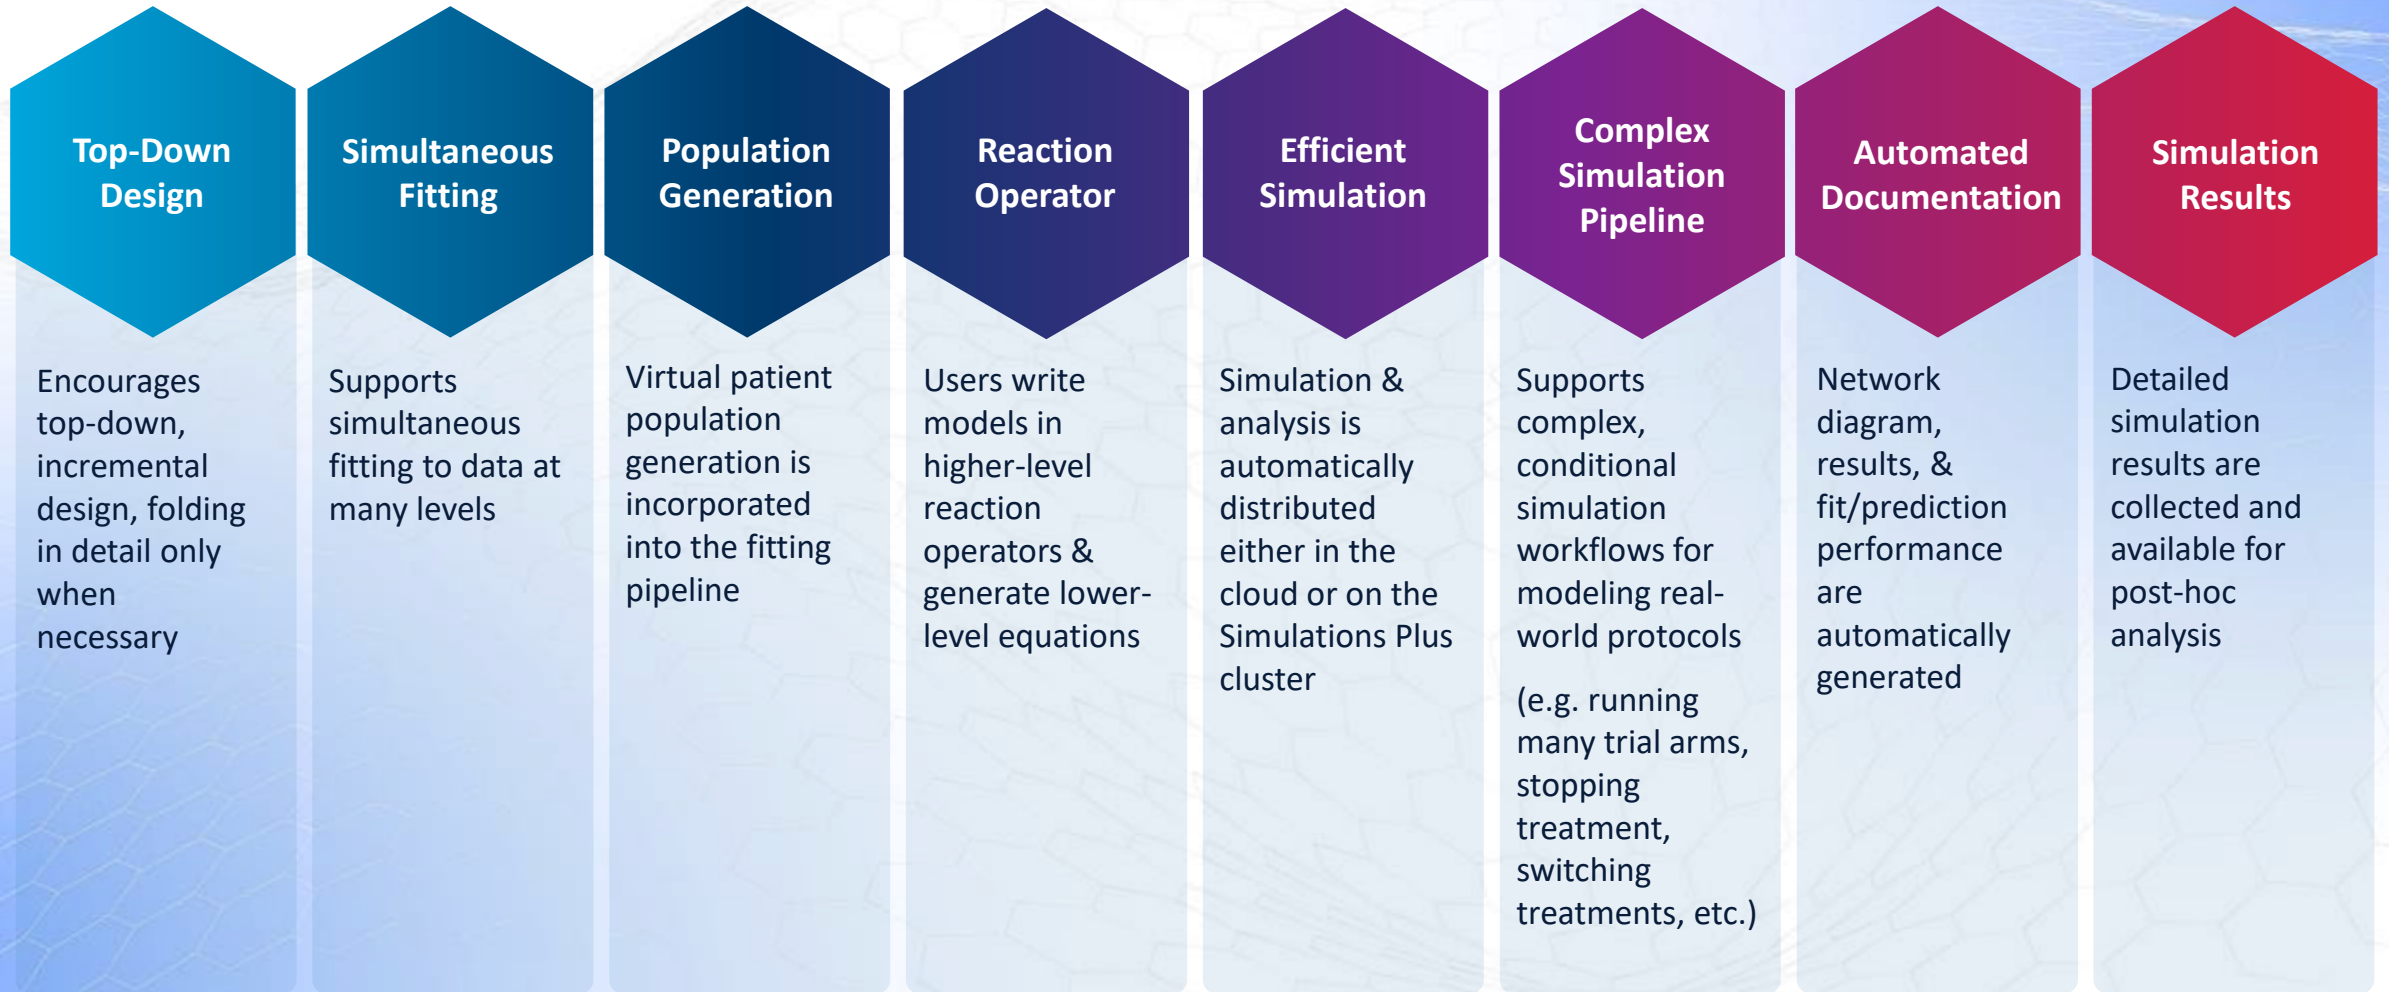 Top-Down
Design
Encourages
top-down,
incremental
design, folding
in detail only
when
necessary
Simultaneous
Fitting
Supports
simultaneous
fitting to data at
many levels
Population
Generation
Virtual patient
population
generation is
incorporated
into the fitting
pipeline
Reaction
Operator
Users write
models in
higher-level
reaction
operators &
generate lower-
level equations
Efficient
Simulation
Simulation &
analysis is
automatically
distributed
either in the
cloud or on the
Simulations Plus
cluster
Complex
Simulation
Pipeline
Supports
complex,
conditional
simulation
workflows for
modeling real-
world protocols
(e.g. running
many trial arms,
stopping
treatment,
switching
treatments, etc.)
Automated
Documentation
Network
diagram,
results, &
fit/prediction
performance
are
automatically
generated
Simulation
Results
Detailed
simulation
results are
collected and
available for
post-hoc
analysis